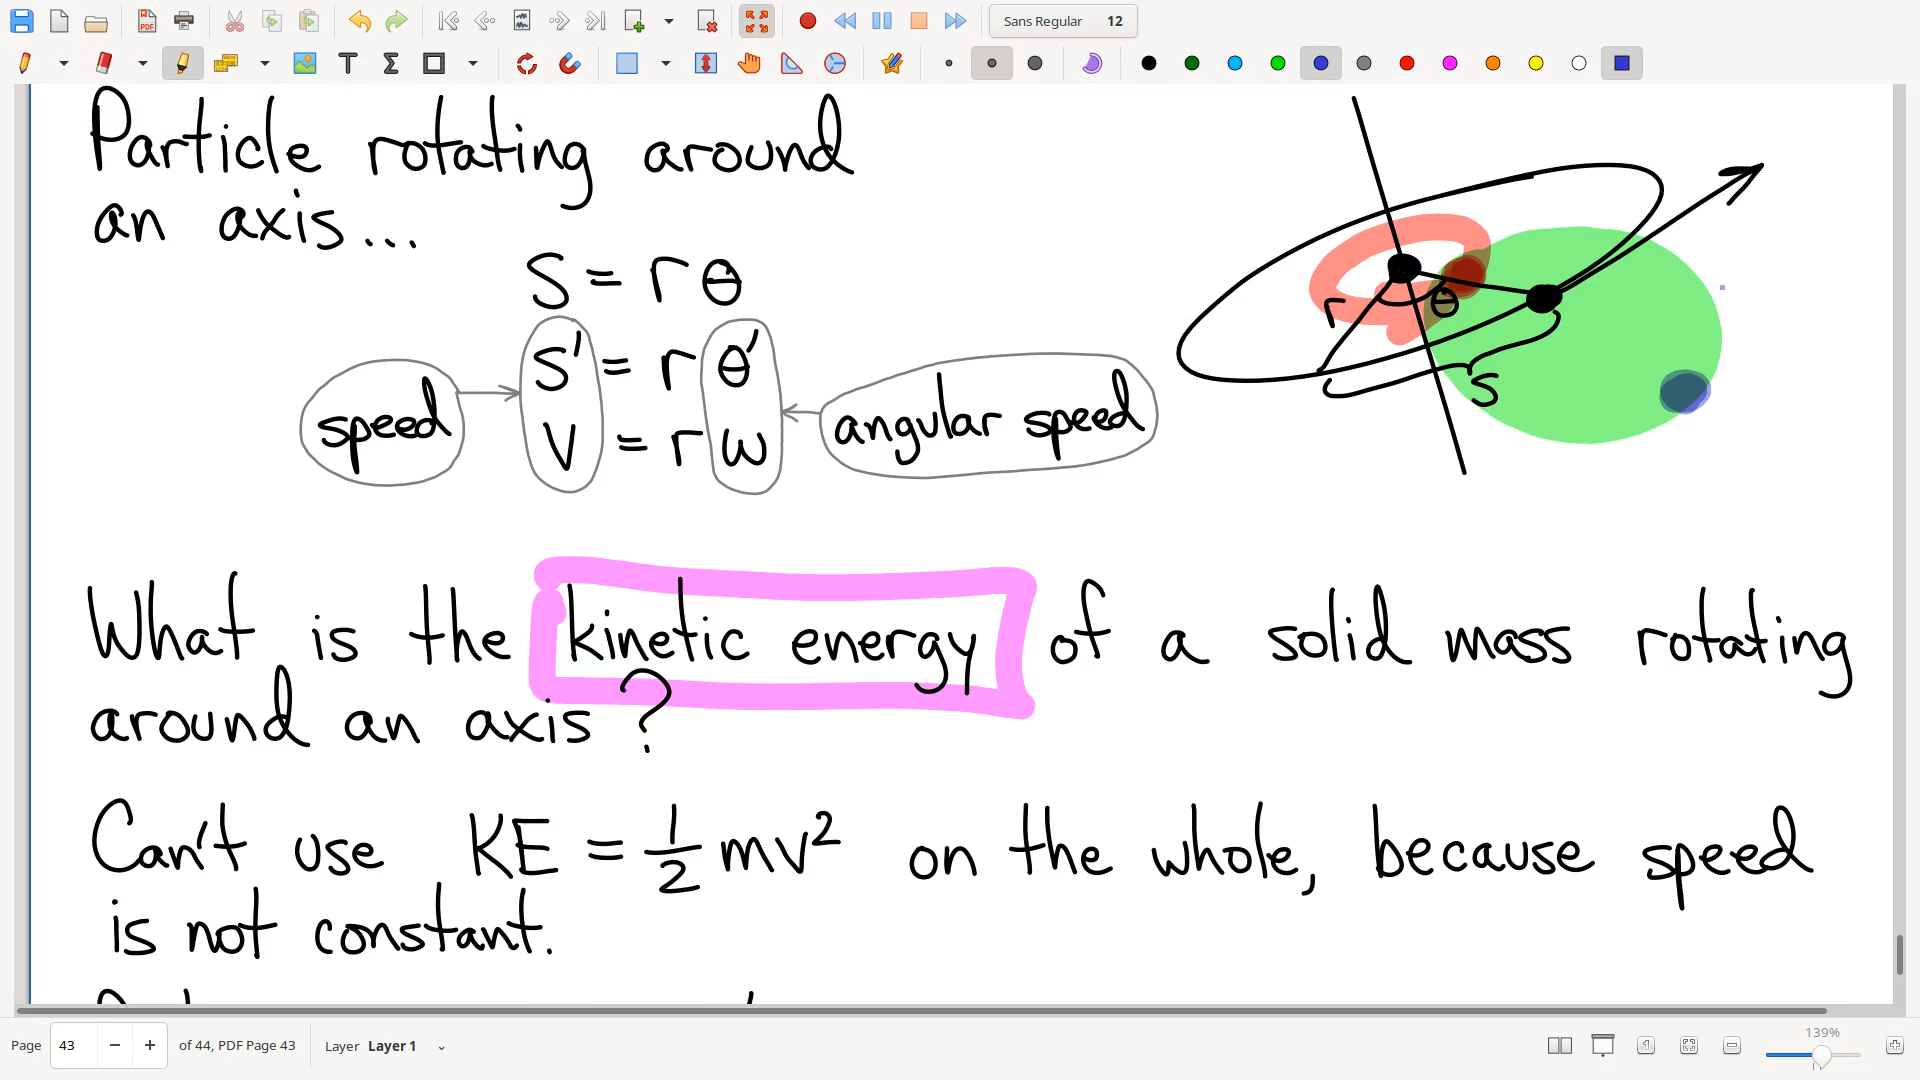 Sans Regular 12
Particle rotating around
an axis...
s = rθ
s' = rθ'
speed
v = rω
angular speed
r
θ
s
What is the kinetic energy of a solid mass rotating
around an axis?
Can't use KE = 1/2 mv² on the whole, because speed
is not constant.
Page 43 of 44, PDF Page 43 Layer Layer 1
139%